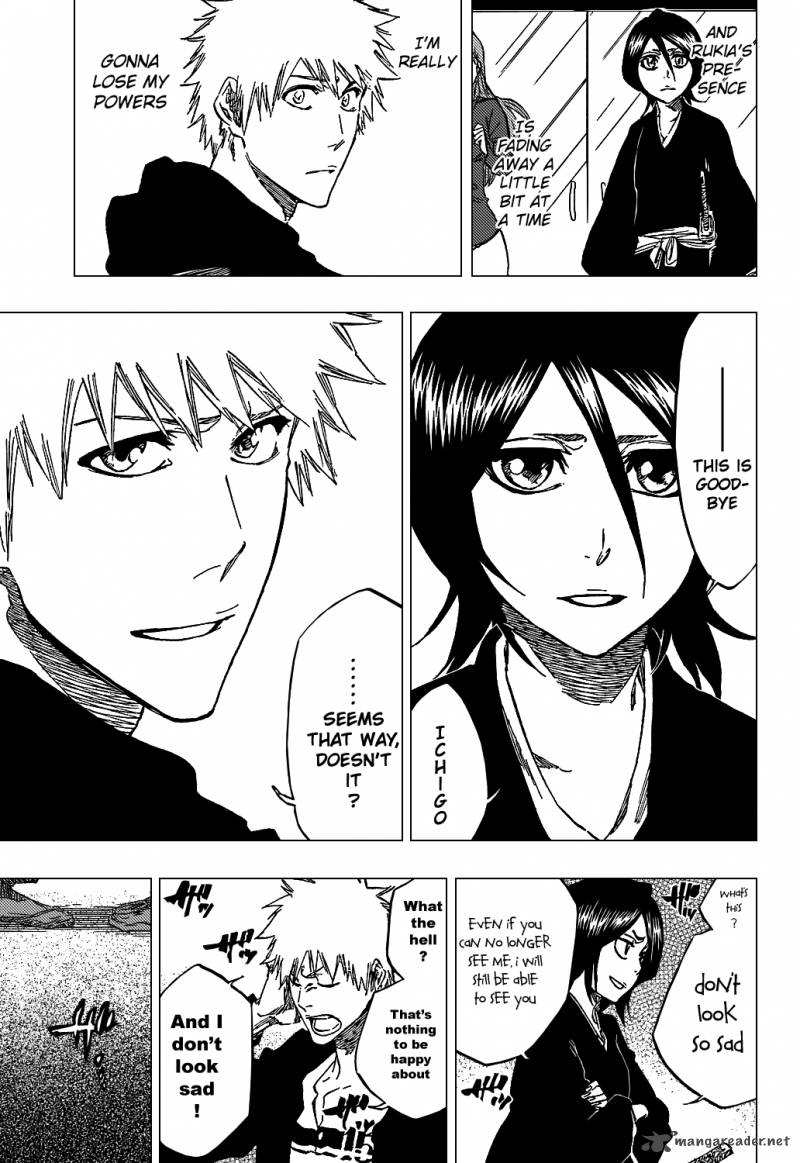 AND
RUKIA'S
PRE-
SENCE
IS
FADING
AWAY A
LITTLE
BIT AT
A TIME
I'M
REALLY
GONNA
LOSE MY
POWERS
THIS IS
GOOD-
BYE
ICHIGO
......
SEEMS
THAT WAY,
DOESN'T
IT
?
WHAT'S
THIS
?
DON'T
LOOK
SO SAD
EVEN if YOU
CAN NO LONGER
SEE ME, i will
still be able
to see you
What
the
hell
?
That's
nothing
to be
happy
about
And I
don't
look
sad
!
mangareader.net